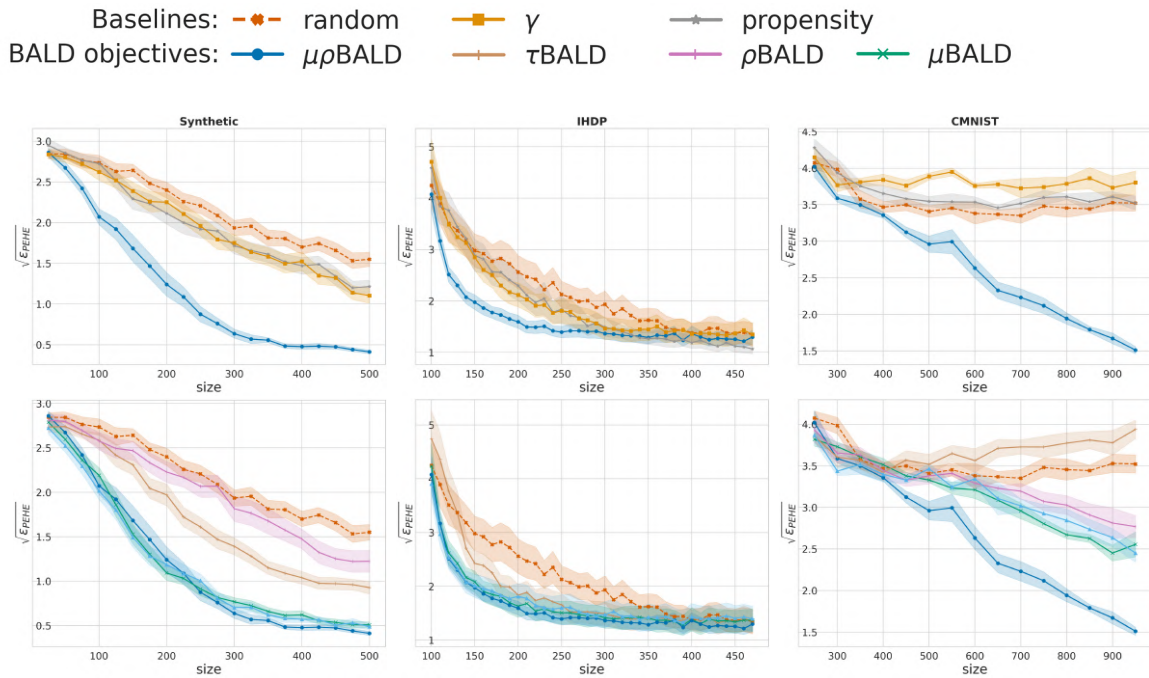 Baselines: random γ propensity
BALD objectives: μρBALD τBALD ρBALD μBALD
Synthetic IHDP CMNIST
3.0
2.5
2.0
1.5
1.0
0.5
√ε_PEHE
100 200 300 400 500
size
5
4
3
2
1
√ε_PEHE
100 150 200 250 300 350 400 450
size
4.5
4.0
3.5
3.0
2.5
2.0
1.5
√ε_PEHE
300 400 500 600 700 800 900
size
3.0
2.5
2.0
1.5
1.0
0.5
√ε_PEHE
100 200 300 400 500
size
5
4
3
2
1
√ε_PEHE
100 150 200 250 300 350 400 450
size
4.0
3.5
3.0
2.5
2.0
1.5
√ε_PEHE
300 400 500 600 700 800 900
size